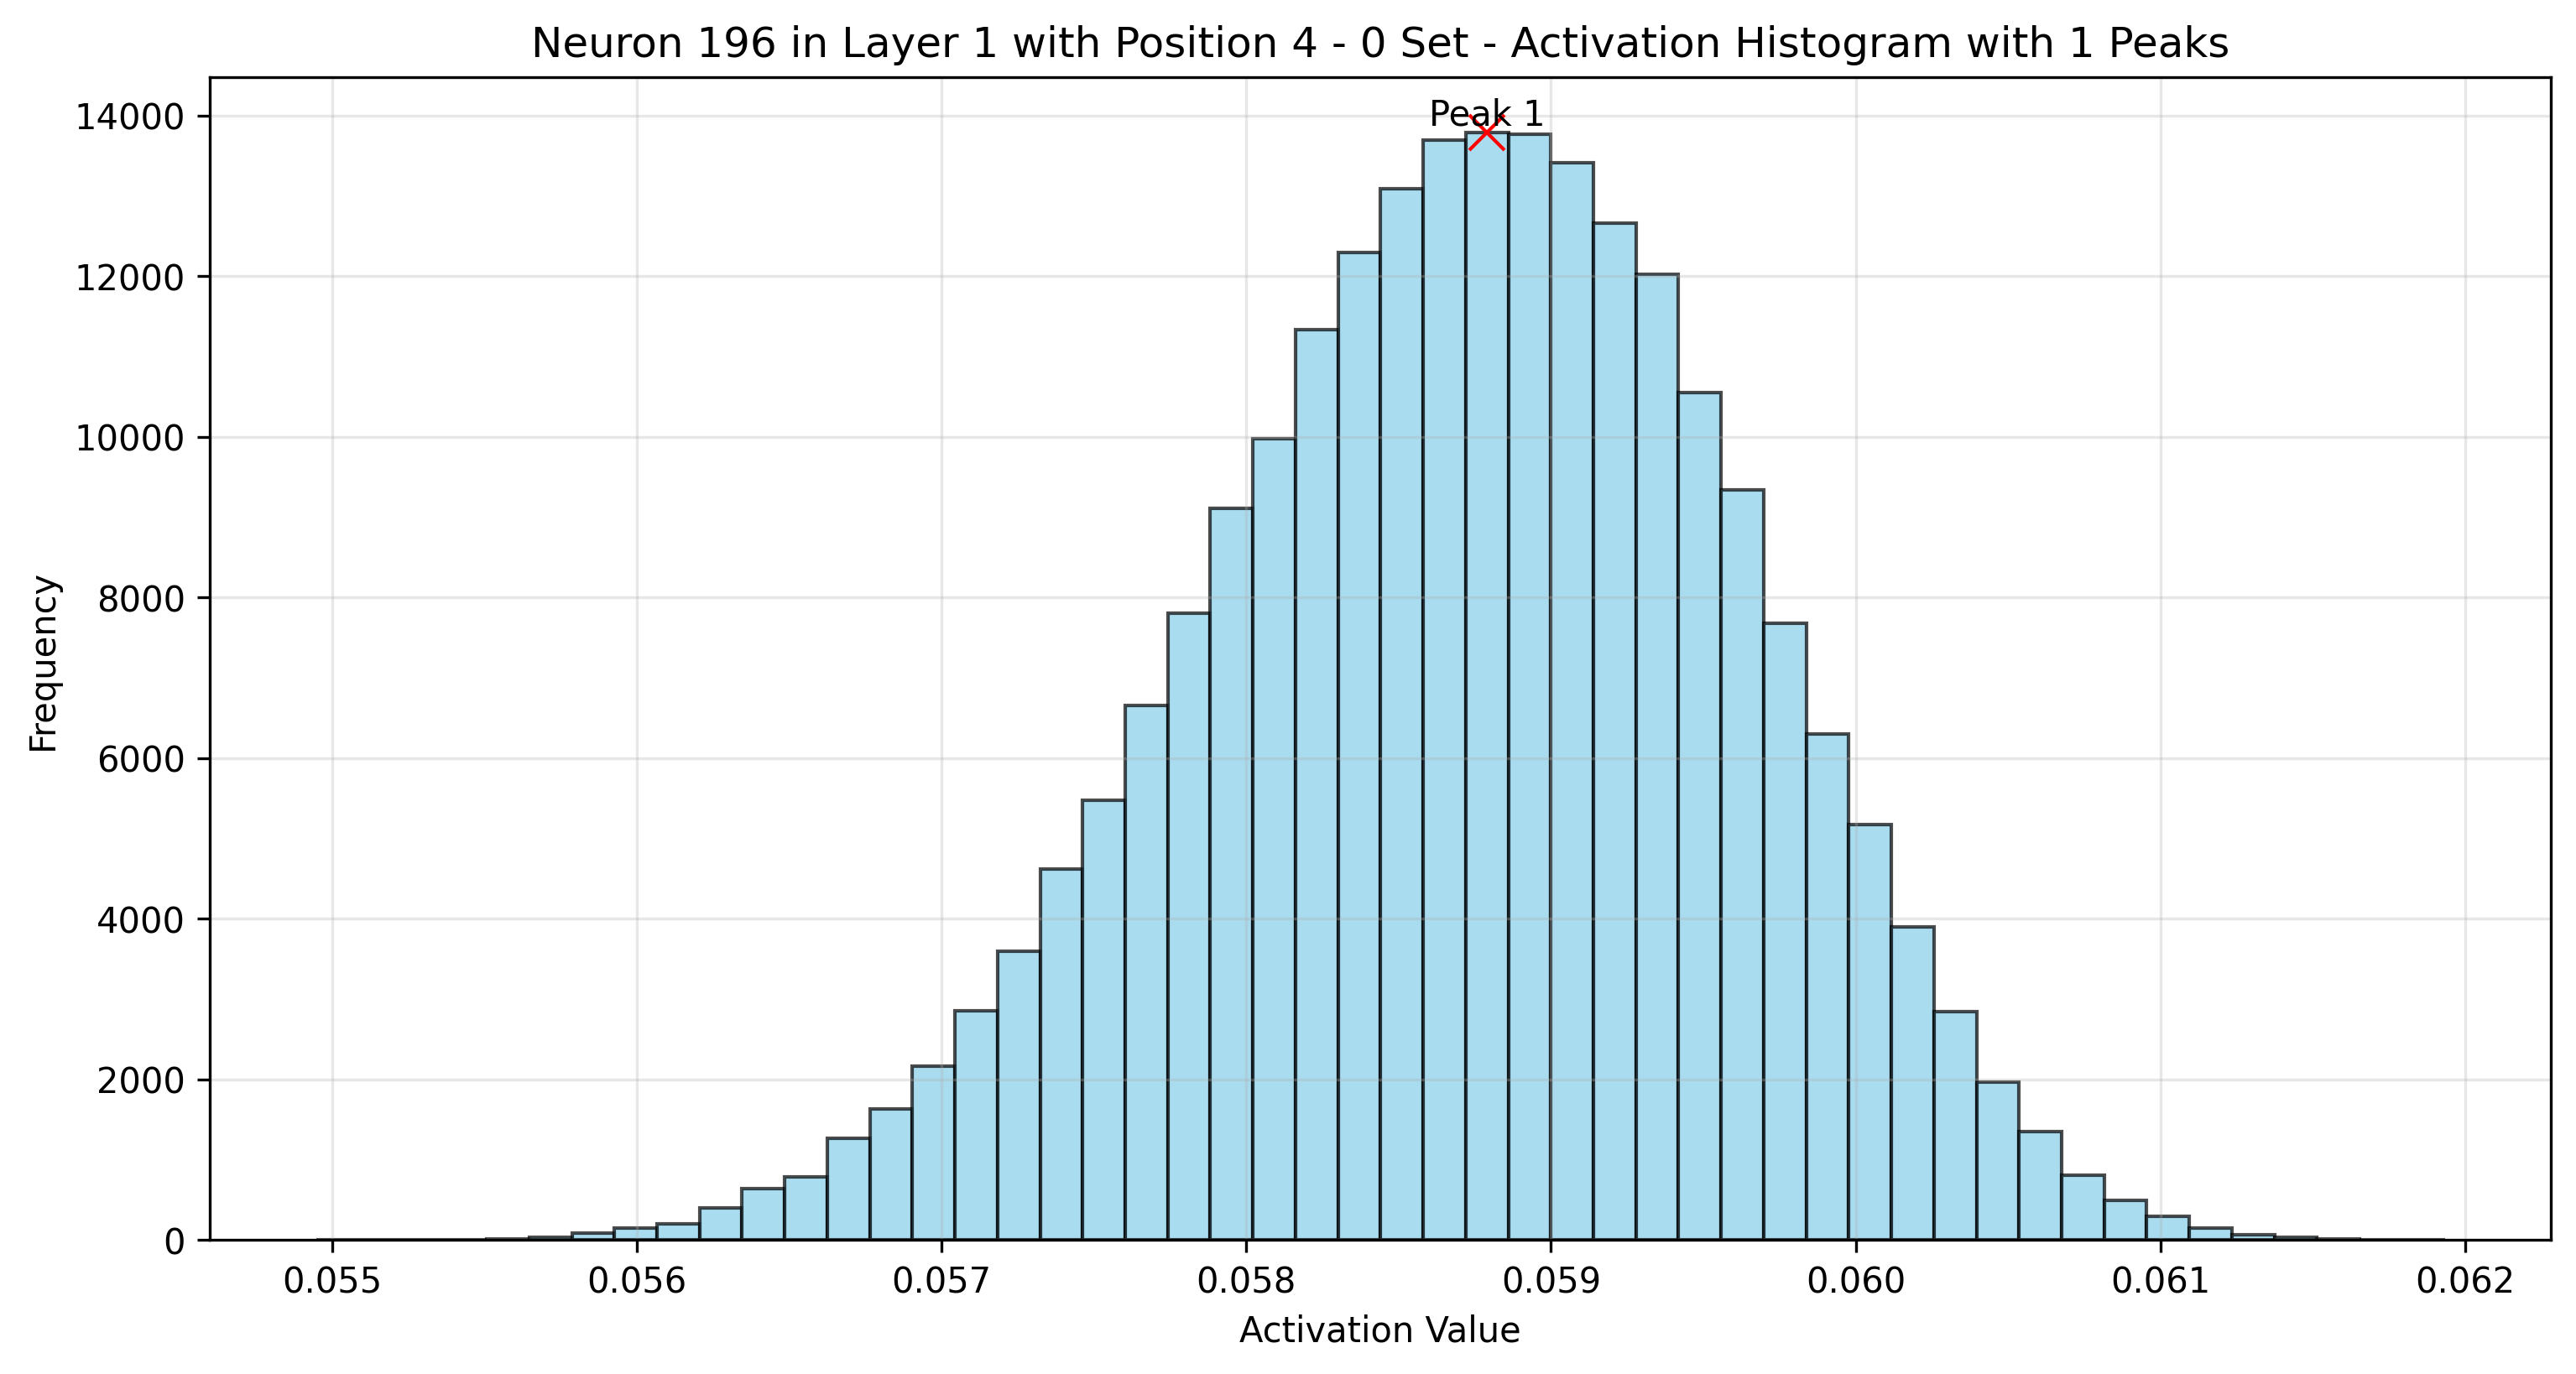 Neuron 196 in Layer 1 with Position 4 - 0 Set - Activation Histogram with 1 Peaks
Peak 1
14000
12000
10000
8000
6000
4000
2000
0
Frequency
0.055 0.056 0.057 0.058 0.059 0.060 0.061 0.062
Activation Value